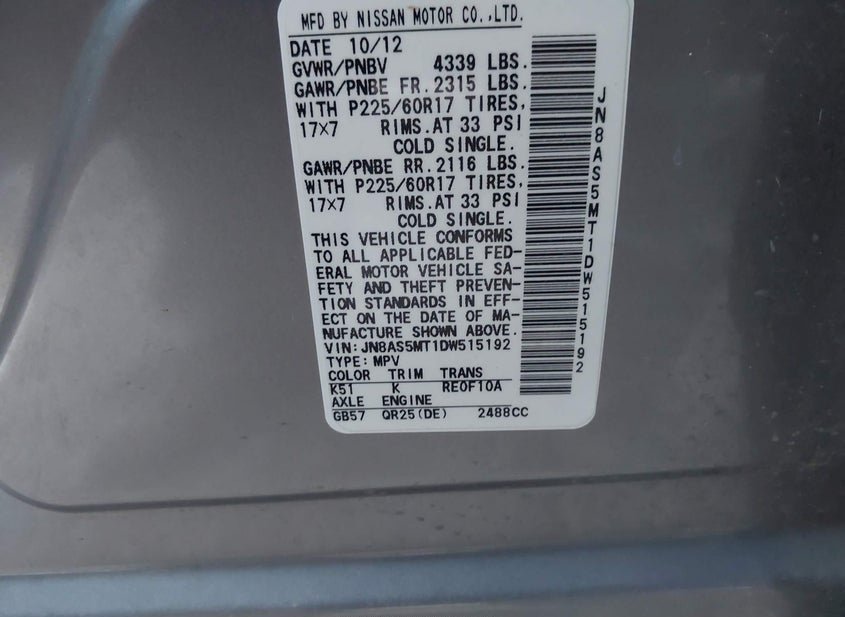 MFD BY NISSAN MOTOR CO.,LTD.
DATE 10/12
GVWR/PNBV 4339 LBS.
GAWR/PNBE FR.2315 LBS.
WITH P225/60R17 TIRES,
17×7 RIMS.AT 33 PSI
COLD SINGLE.
GAWR/PNBE RR.2116 LBS.
WITH P225/60R17 TIRES,
17×7 RIMS.AT 33 PSI
COLD SINGLE.
THIS VEHICLE CONFORMS
TO ALL APPLICABLE FED-
ERAL MOTOR VEHICLE SA-
FETY AND THEFT PREVEN-
TION STANDARDS IN EFF-
ECT ON THE DATE OF MA-
NUFACTURE SHOWN ABOVE.
VIN:JN8AS5MT1DW515192
TYPE:MPV
COLOR TRIM TRANS
K51 K RE0F10A
AXLE ENGINE
GB57 QR25(DE) 2488CC
JN8AS5MT1DW515192